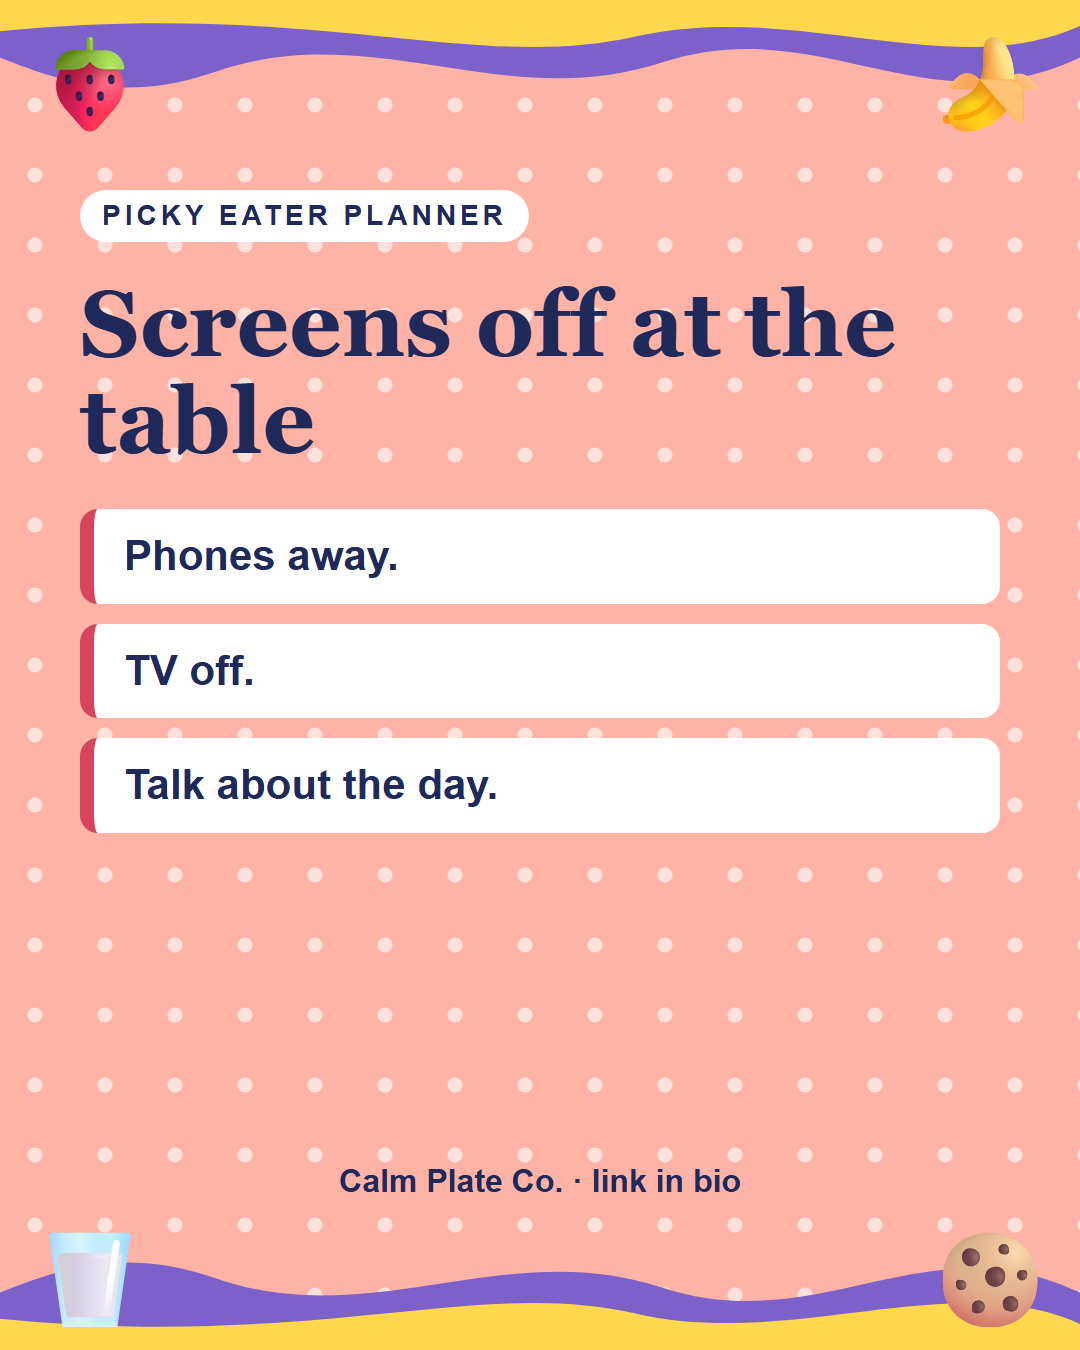 PICKY EATER PLANNER
Screens off at the
table
Phones away.
TV off.
Talk about the day.
Calm Plate Co. · link in bio